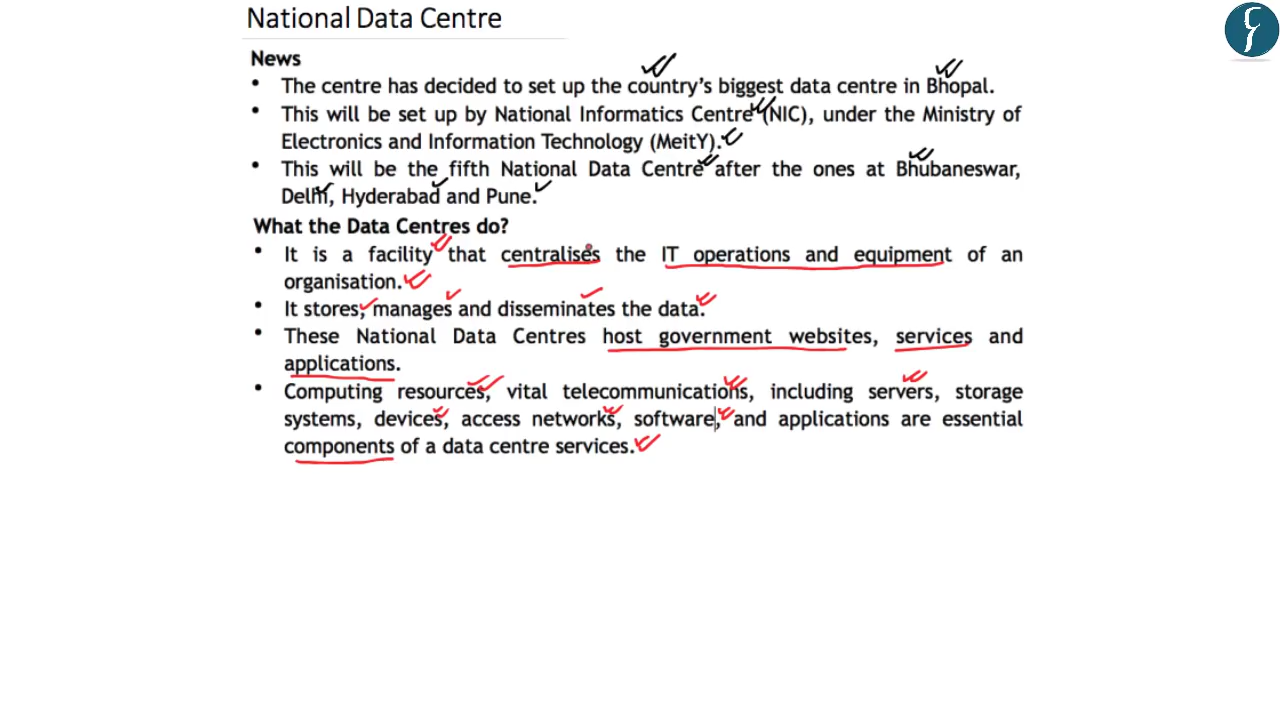 National Data Centre
News
• The centre has decided to set up the country's biggest data centre in Bhopal.
• This will be set up by National Informatics Centre (NIC), under the Ministry of
Electronics and Information Technology (MeitY).
• This will be the fifth National Data Centre after the ones at Bhubaneswar,
Delhi, Hyderabad and Pune.
What the Data Centres do?
• It is a facility that centralises the IT operations and equipment of an
organisation.
• It stores, manages and disseminates the data.
• These National Data Centres host government websites, services and
applications.
• Computing resources, vital telecommunications, including servers, storage
systems, devices, access networks, software, and applications are essential
components of a data centre services.